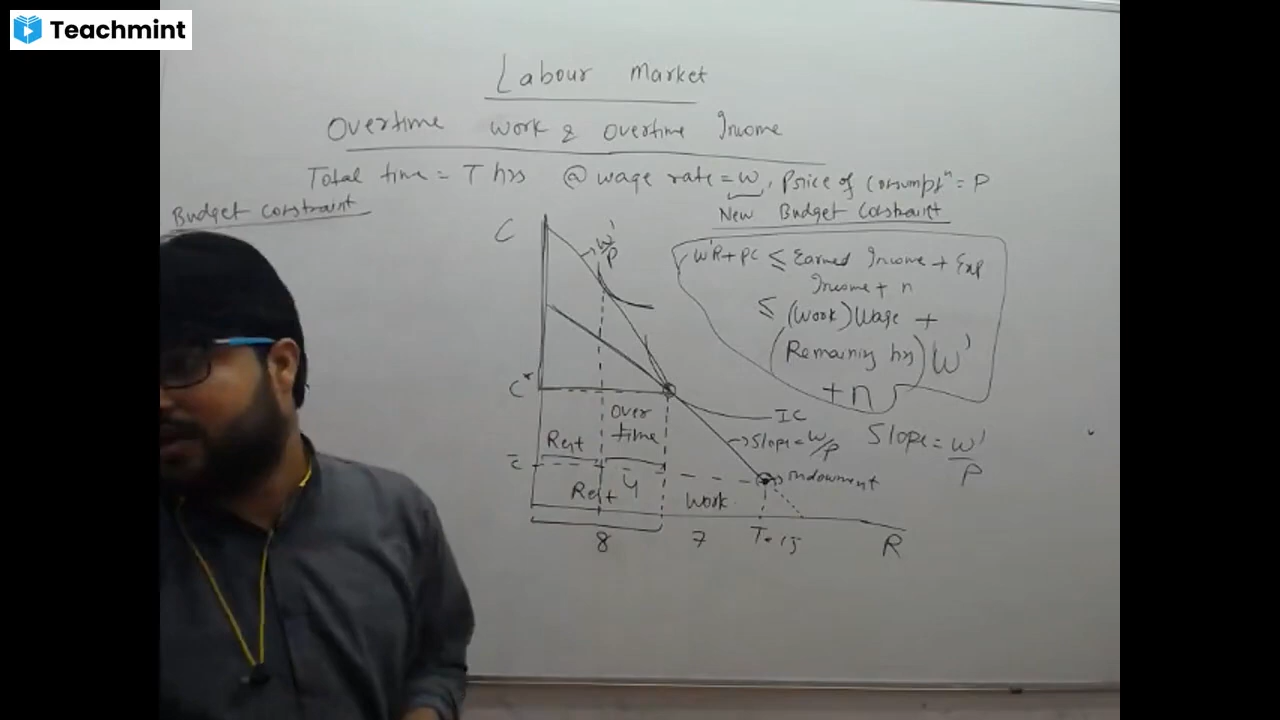 Teachmint
Labour Market
Overtime Work & Overtime Income
Total time = T hrs @ wage rate = w, Price of Consumptⁿ = P
Budget Constraint
New Budget Constraint
C
w'/P
w'R + PC ≤ Earned Income + Exp
Income + n
≤ (Work) Wage +
(Remaining hrs) W'
+ n
C*
IC
Over
time
Rest
→ Slope = w/P
Slope = w'/P
C̄
Endowment
Rest
4
Work
8
7
T = 15
R